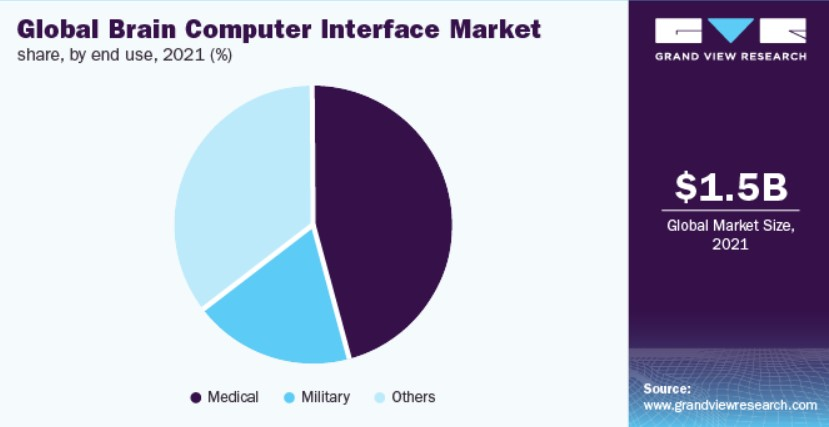 Global Brain Computer Interface Market
share, by end use, 2021 (%)
Medical
Military
Others
GRAND VIEW RESEARCH
$1.5B
Global Market Size,
2021
Source:
www.grandviewresearch.com